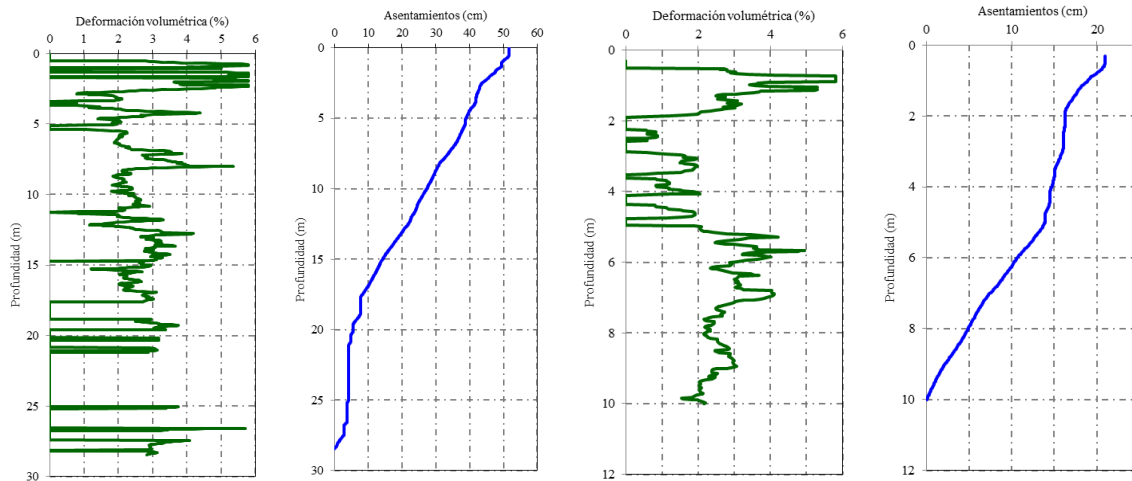 Deformación volumétrica (%)
0 1 2 3 4 5 6
0
5
10
15
20
25
30
Profundidad (m)
Asentamientos (cm)
0 10 20 30 40 50 60
0
5
10
15
20
25
30
Profundidad (m)
Deformación volumétrica (%)
0 2 4 6 8
0
2
4
6
8
10
12
Profundidad (m)
Asentamientos (cm)
0 10 20
0
2
4
6
8
10
12
Profundidad (m)